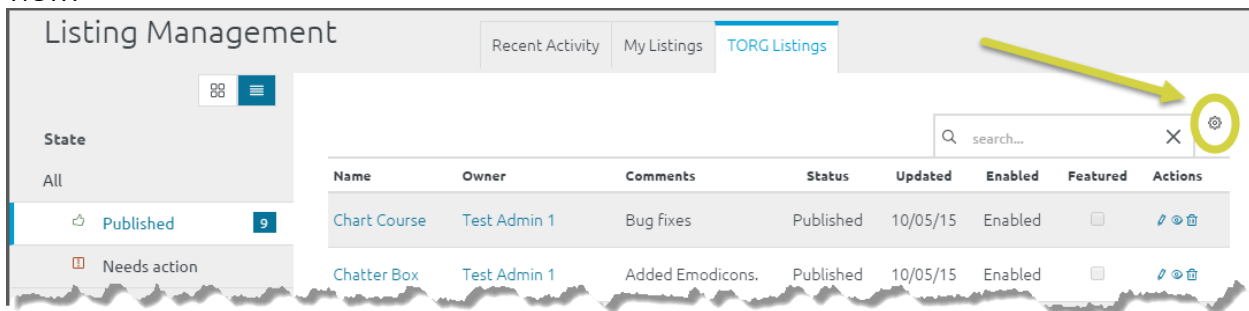 Listing Management
Recent Activity My Listings TORG Listings
State
search...
All
Name Owner Comments Status Updated Enabled Featured Actions
Published 9
Chart Course Test Admin 1 Bug fixes Published 10/05/15 Enabled
Needs action
Chatter Box Test Admin 1 Added Emodicons. Published 10/05/15 Enabled